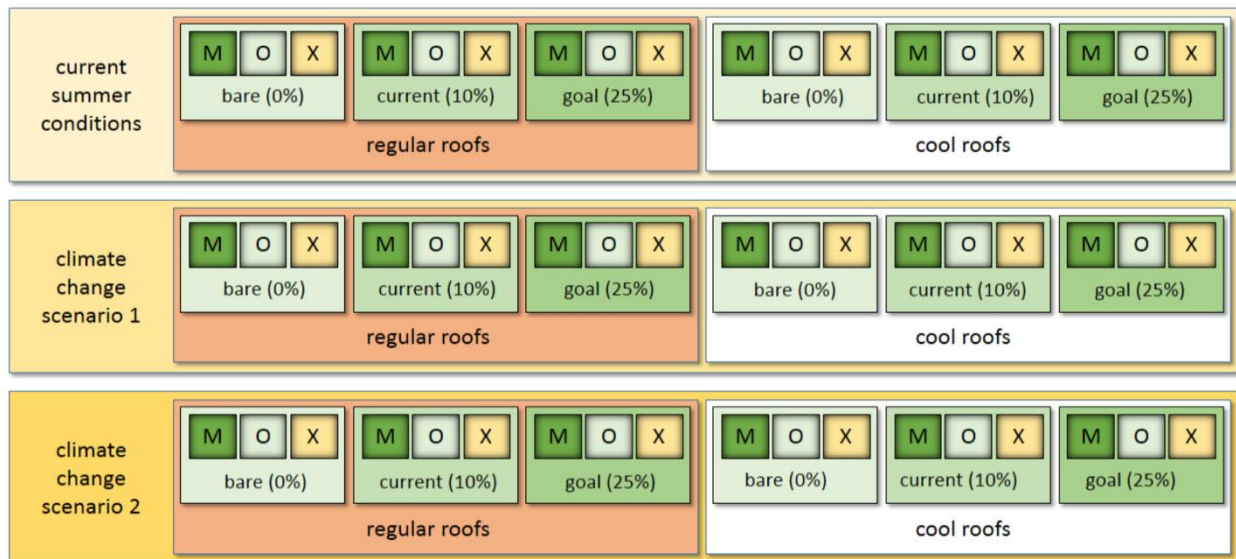 M O X M O X M O X M O X M O X M O X
bare (0%) current (10%) goal (25%) bare (0%) current (10%) goal (25%)
current
summer
conditions
regular roofs cool roofs
M O X M O X M O X M O X M O X M O X
bare (0%) current (10%) goal (25%) bare (0%) current (10%) goal (25%)
climate
change
scenario 1
regular roofs cool roofs
M O X M O X M O X M O X M O X M O X
bare (0%) current (10%) goal (25%) bare (0%) current (10%) goal (25%)
climate
change
scenario 2
regular roofs cool roofs